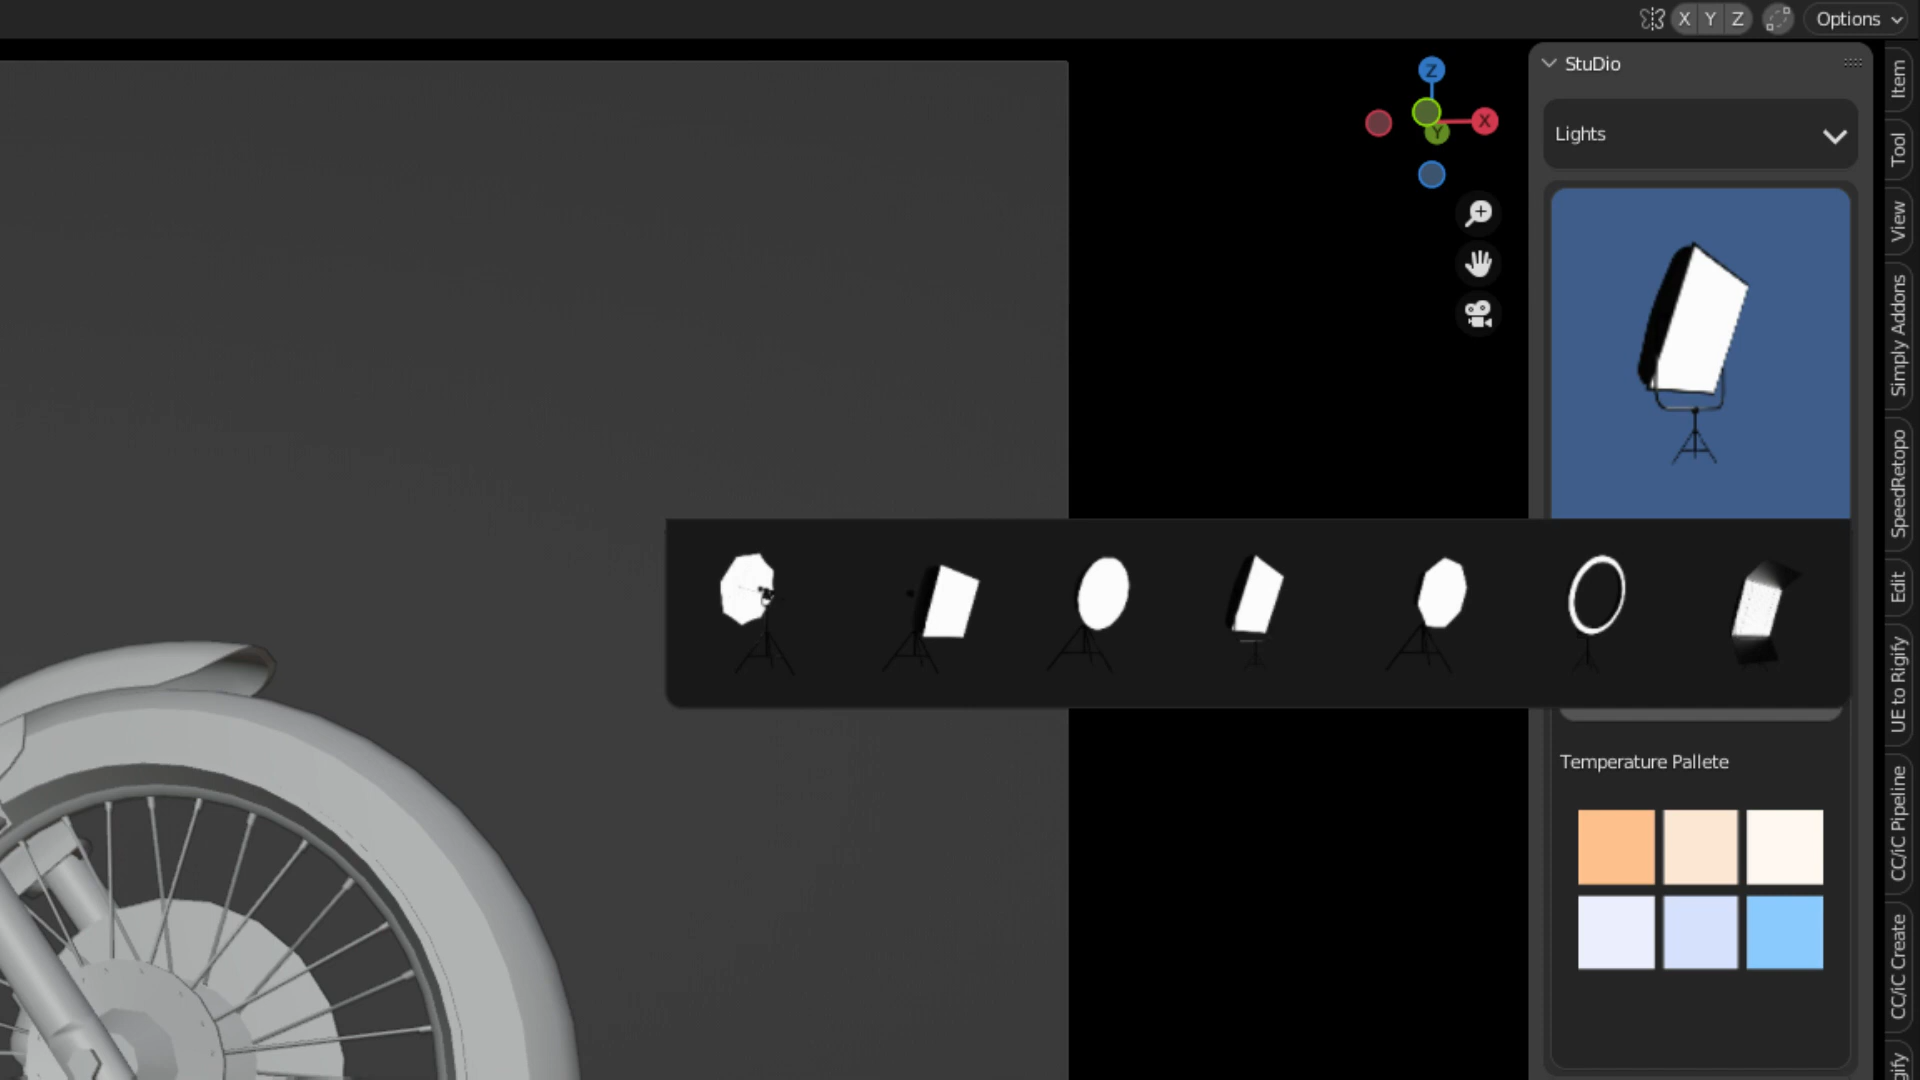 X Y Z
Options
StuDio
Lights
Z
X
Y
Temperature Pallete
Item
Tool
View
Simply Addons
SpeedRetopo
Edit
UE to Rigify
CC/iC Pipeline
CC/iC Create